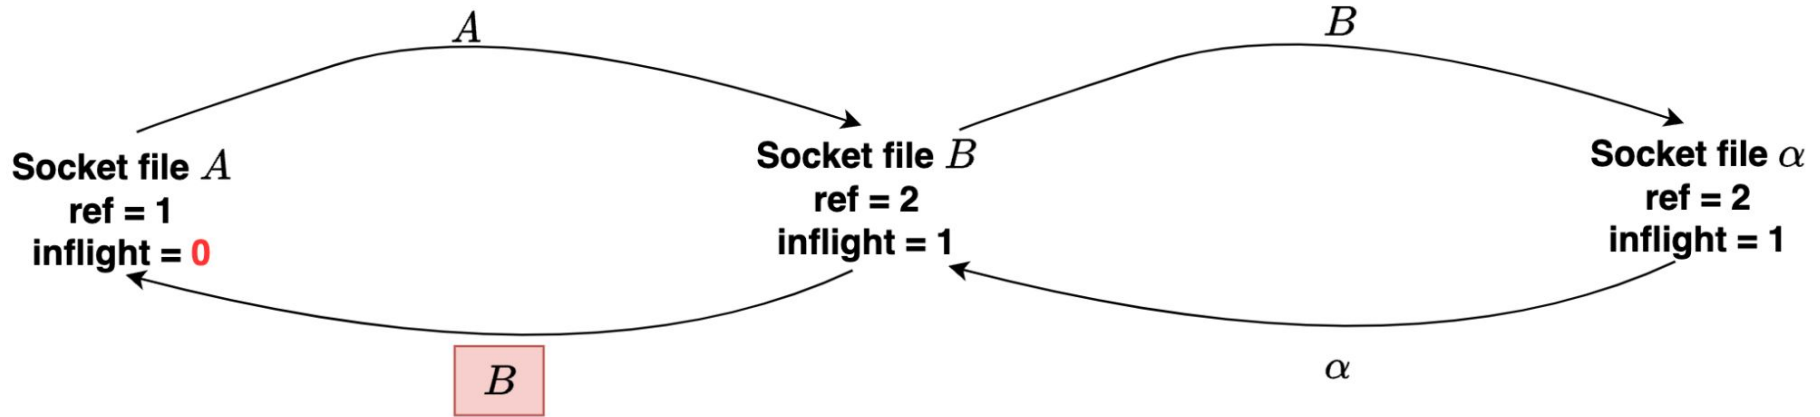 A
B
Socket file A
ref = 1
inflight = 0
Socket file B
ref = 2
inflight = 1
Socket file α
ref = 2
inflight = 1
B
α